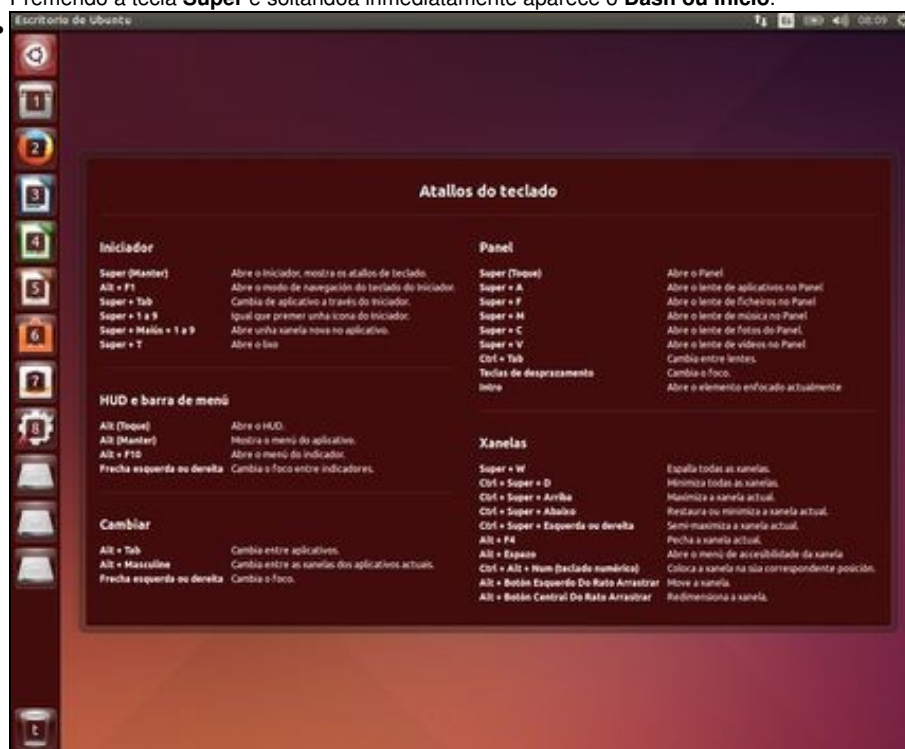 Premendo a tecla Super e soltandoa inmediatamente aparece o Dash ou Inicio.
Escritorio de Ubuntu
Es 08:09
1
2
3
4
5
6
7
8
t
Atallos do teclado
Iniciador
Super (Manter) Abre o Iniciador, mostra os atallos de teclado.
Alt + F1 Abre o modo de navegación do teclado do Iniciador.
Super + Tab Cambia de aplicativo a través do Iniciador.
Super + 1 a 9 Igual que premer unha icona do Iniciador.
Super + Maiús + 1 a 9 Abre unha xanela nova no aplicativo.
Super + T Abre o lixo
HUD e barra de menú
Alt (Toque) Abre o HUD.
Alt (Manter) Mostra o menú do aplicativo.
Alt + F10 Abre o menú do indicador.
Frecha esquerda ou dereita Cambia o foco entre indicadores.
Cambiar
Alt + Tab Cambia entre aplicativos.
Alt + Masculine Cambia entre as xanelas dos aplicativos actuais.
Frecha esquerda ou dereita Cambia o foco.
Panel
Super (Toque) Abre o Panel
Super + A Abre o lente de aplicativos no Panel
Super + F Abre o lente de ficheiros no Panel
Super + M Abre o lente de música no Panel
Super + C Abre o lente de fotos do Panel.
Super + V Abre o lente de vídeos no Panel
Ctrl + Tab Cambia entre lentes.
Teclas de desprazamento Cambia o foco.
Intro Abre o elemento enfocado actualmente
Xanelas
Super + W Espalla todas as xanelas.
Ctrl + Super + D Minimiza todas as xanelas.
Ctrl + Super + Arriba Maximiza a xanela actual.
Ctrl + Super + Abaixo Restaura ou minimiza a xanela actual.
Ctrl + Super + Esquerda ou dereita Semi-maximiza a xanela actual.
Alt + F4 Pecha a xanela actual.
Alt + Espazo Abre o menú de accesibilidade da xanela
Ctrl + Alt + Num (teclado numérico) Coloca a xanela na súa correspondente posición.
Alt + Botón Esquerdo Do Rato Arrastrar Move a xanela.
Alt + Botón Central Do Rato Arrastrar Redimensiona a xanela.